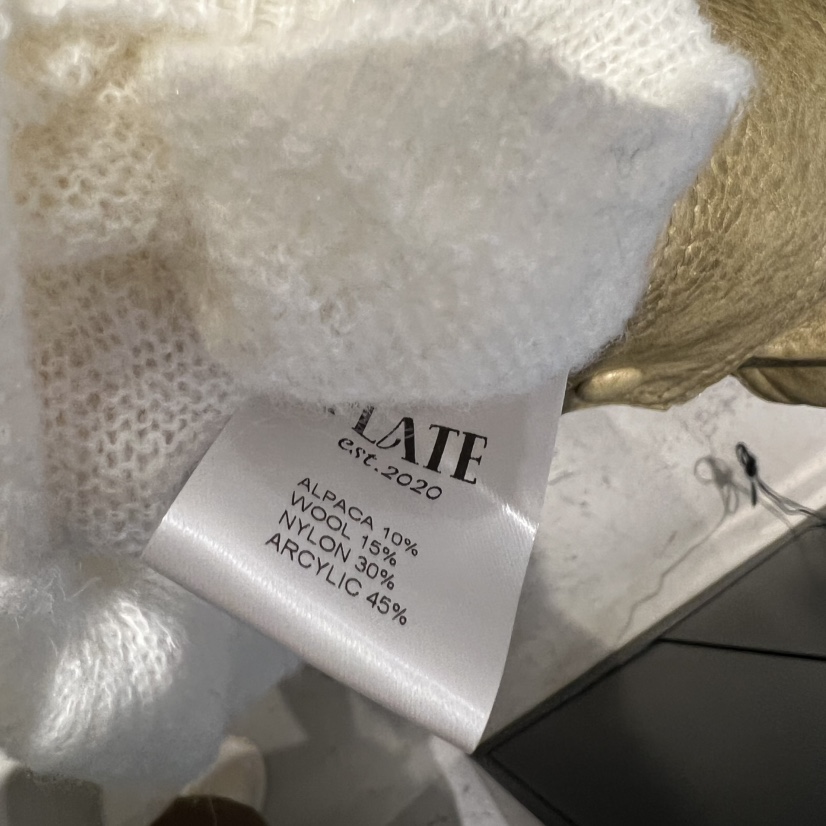 LATE
est.2020
ALPACA 10%
WOOL 15%
NYLON 30%
ARCYLIC 45%